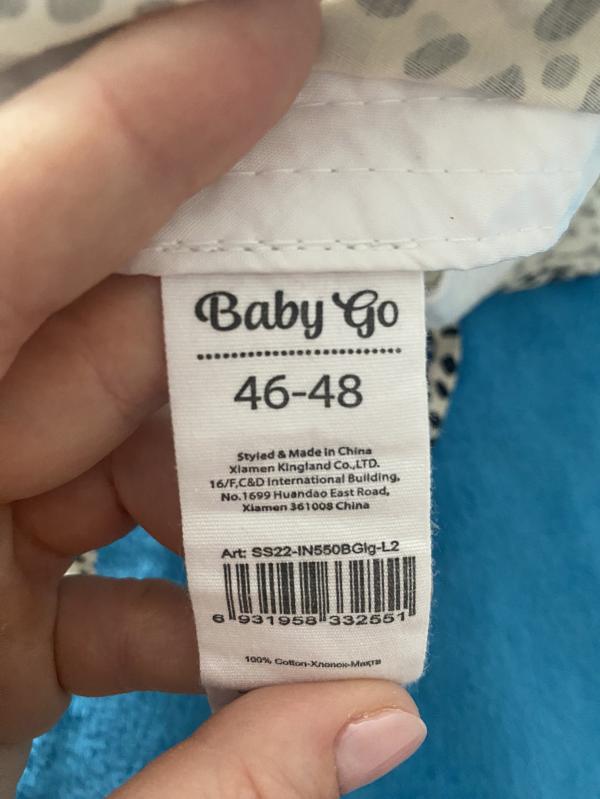 Baby Go
46-48
Styled & Made in China
Xiamen Kingland Co.,LTD.
16/F,C&D International Building,
No.1699 Huandao East Road,
Xiamen 361008 China
Art: SS22-IN550BGlg-L2
6 931958 332551
100% Cotton-Хлопок-Мақта